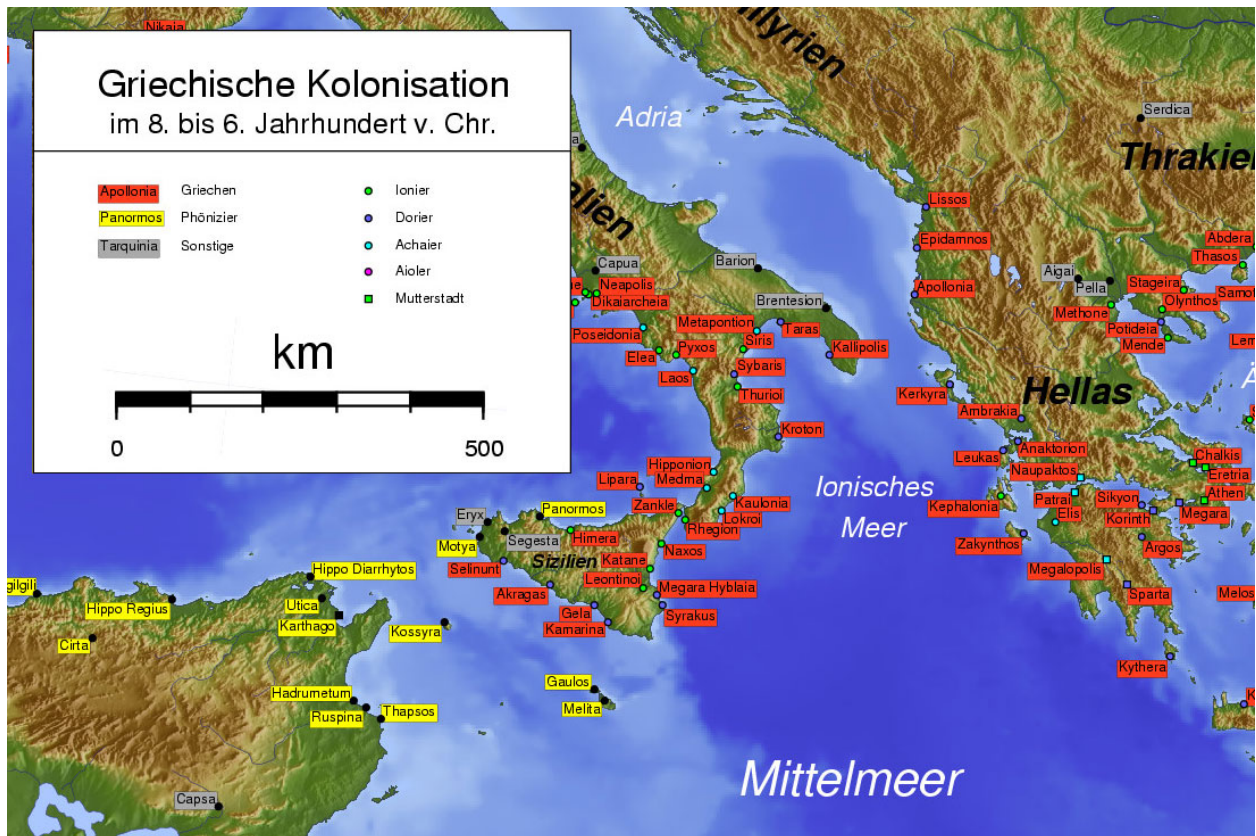 Nikaia
Illyrien
Griechische Kolonisation
im 8. bis 6. Jahrhundert v. Chr.
Apollonia Griechen
Panormos Phönizier
Tarquinia Sonstige
Ionier
Dorier
Achaier
Aioler
Mutterstadt
km
0 500
Adria
Serdica
Thrakien
Lissos
Epidamnos
Apollonia
Abdera
Thasos
Aigai
Pella
Stageira
Olynthos
Methone
Potideia
Mende
Capua
Barion
Neapolis
Dikaiarcheia
Brentesion
Metapontion
Taras
Poseidonia
Siris
Kallipolis
Elea
Pyxos
Laos
Sybaris
Thurioi
Kroton
Kerkyra
Hellas
Ambrakia
Anaktorion
Leukas
Naupaktos
Chalkis
Eretria
Athen
Patrai
Sikyon
Megara
Kephalonia
Elis
Korinth
Zakynthos
Argos
Megalopolis
Sparta
Kythera
Melos
Ionisches
Meer
Hipponion
Medma
Lipara
Kaulonia
Zankle
Lokroi
Rhegion
Panormos
Eryx
Segesta
Himera
Motya
Sizilien
Naxos
Selinunt
Katane
Leontinoi
Akragas
Megara Hyblaia
Gela
Syrakus
Kamarina
Hippo Diarrhytos
Hippo Regius
Utica
Karthago
Cirta
Kossyra
Gaulos
Melita
Hadrumetum
Ruspina
Thapsos
Capsa
Mittelmeer